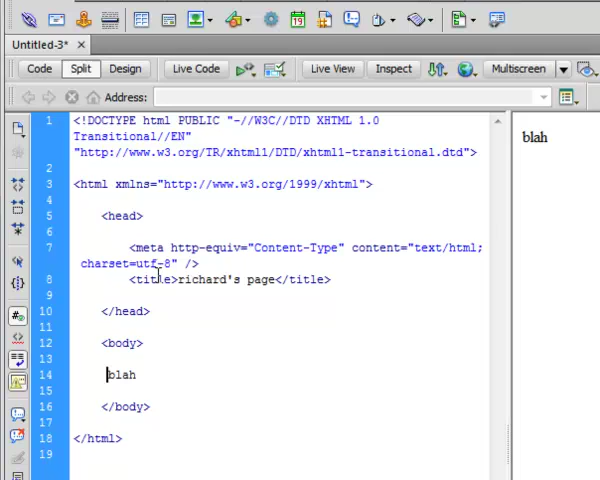 Untitled-3* ×
Code Split Design Live Code Live View Inspect Multiscreen
Address:
1 <!DOCTYPE html PUBLIC "-//W3C//DTD XHTML 1.0
Transitional//EN"
"http://www.w3.org/TR/xhtml1/DTD/xhtml1-transitional.dtd">
2
3 <html xmlns="http://www.w3.org/1999/xhtml">
4
5 <head>
6
7 <meta http-equiv="Content-Type" content="text/html;
charset=utf-8" />
8 <title>richard's page</title>
9
10 </head>
11
12 <body>
13
14 blah
15
16 </body>
17
18 </html>
19
blah